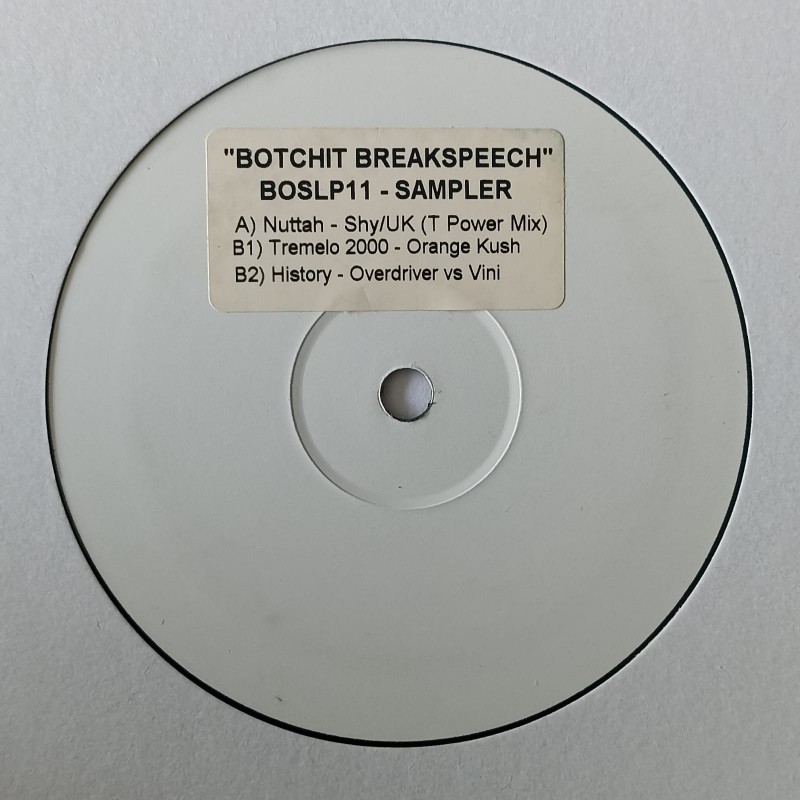 "BOTCHIT BREAKSPEECH"
BOSLP11 - SAMPLER
A) Nuttah - Shy/UK (T Power Mix)
B1) Tremelo 2000 - Orange Kush
B2) History - Overdriver vs Vini